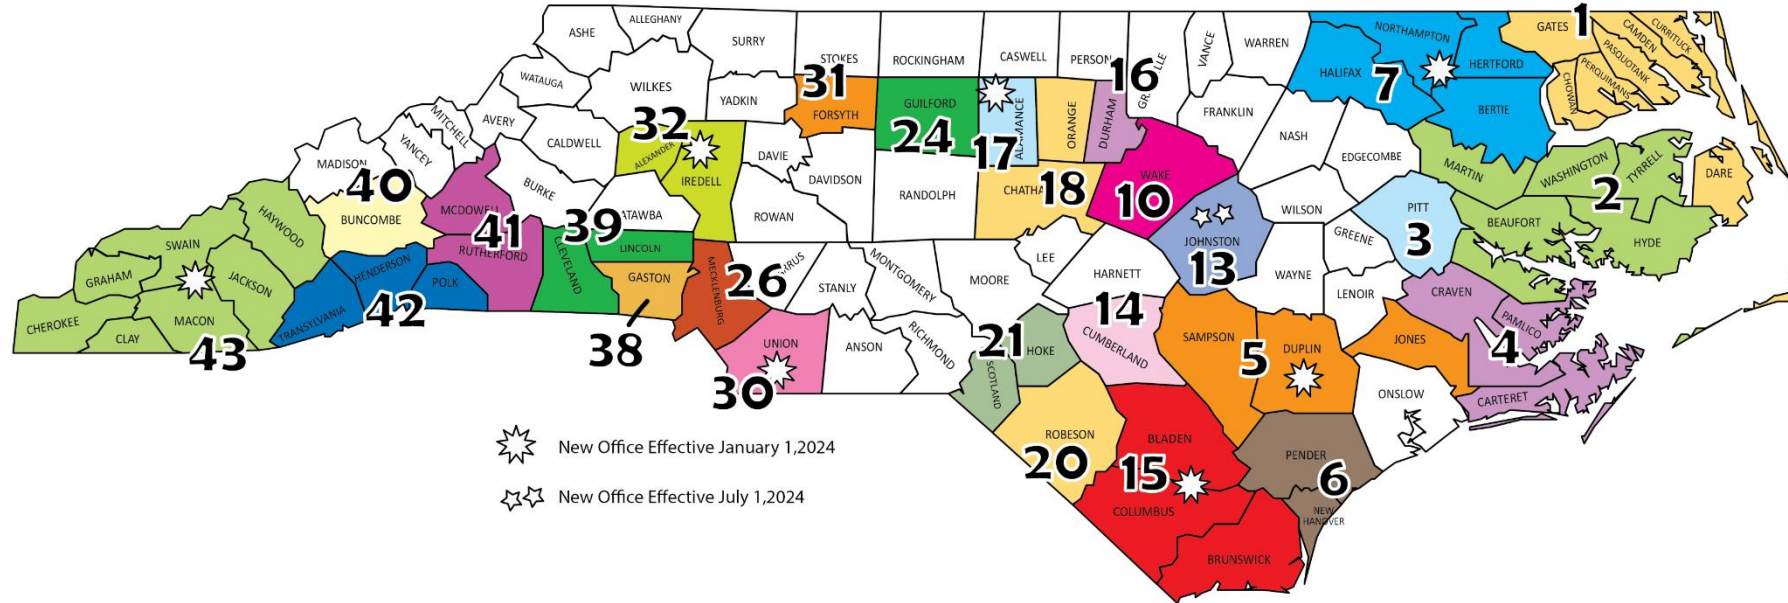 ASHE
ALLEGHANY
SURRY
STOKES
ROCKINGHAM
CASWELL
PERSON
VANCE
WARREN
NORTHAMPTON
GATES
1
CAMDEN
CURRITUCK
PASQUOTANK
PERQUIMANS
CHOWAN
HERTFORD
HALIFAX
7
BERTIE
WATAUGA
WILKES
YADKIN
31
FORSYTH
GUILFORD
24
ALAMANCE
17
ORANGE
DURHAM
16
FRANKLIN
NASH
EDGECOMBE
MARTIN
WASHINGTON
TYRRELL
DARE
2
MITCHELL
AVERY
YANCEY
MADISON
CALDWELL
32
ALEXANDER
IREDELL
DAVIE
DAVIDSON
RANDOLPH
CHATHA
18
WAKE
10
WILSON
PITT
3
BEAUFORT
HYDE
40
BUNCOMBE
MCDOWELL
41
RUTHERFORD
BURKE
39
ATAWBA
LINCOLN
ROWAN
JOHNSTON
13
GREENE
WAYNE
LENOIR
CRAVEN
PAMLICO
4
HAYWOOD
SWAIN
GRAHAM
JACKSON
CHEROKEE
CLAY
MACON
43
TRANSYLVANIA
HENDERSON
POLK
42
CLEVELAND
GASTON
38
MECKLENBURG
26
RRUS
STANLY
MONTGOMERY
MOORE
LEE
HARNETT
14
CUMBERLAND
SAMPSON
5
DUPLIN
JONES
CARTERET
ONSLOW
UNION
30
ANSON
RICHMOND
21
HOKE
SCOTLAND
ROBESON
20
BLADEN
15
COLUMBUS
BRUNSWICK
PENDER
6
NEW
HANOVER
New Office Effective January 1,2024
New Office Effective July 1,2024